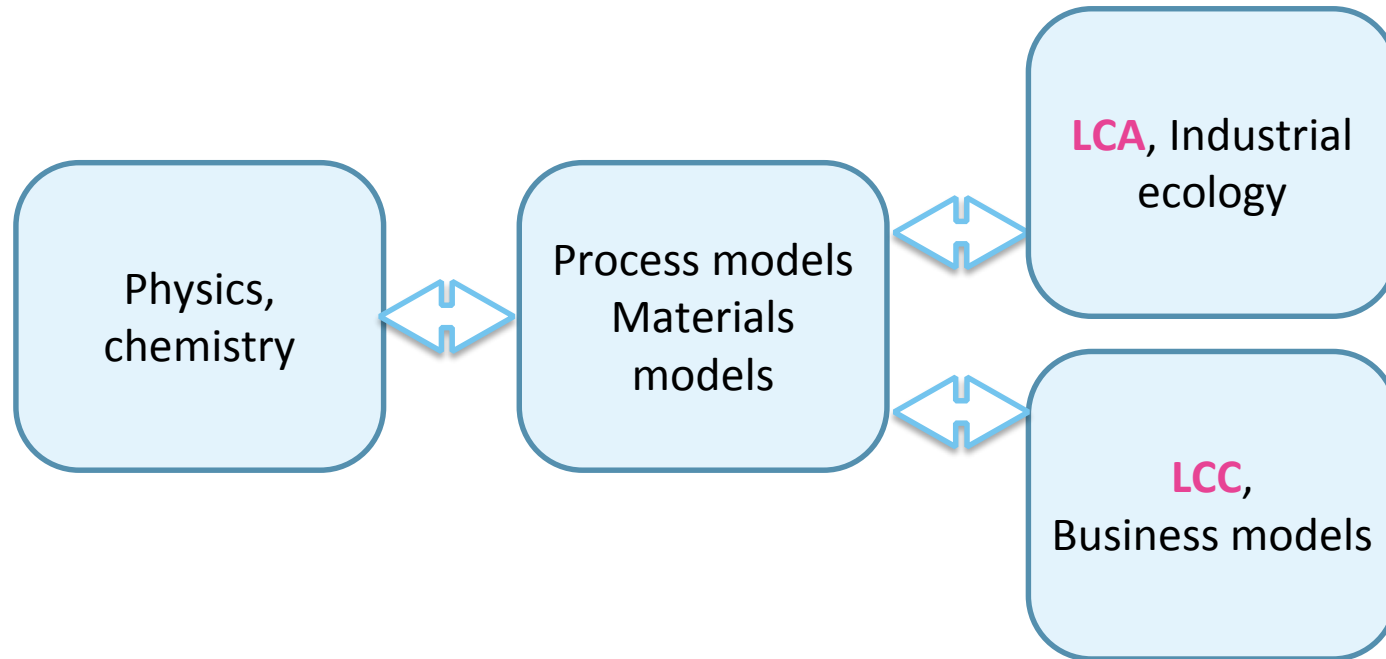 Physics,
chemistry
Process models
Materials
models
LCA, Industrial
ecology
LCC,
Business models